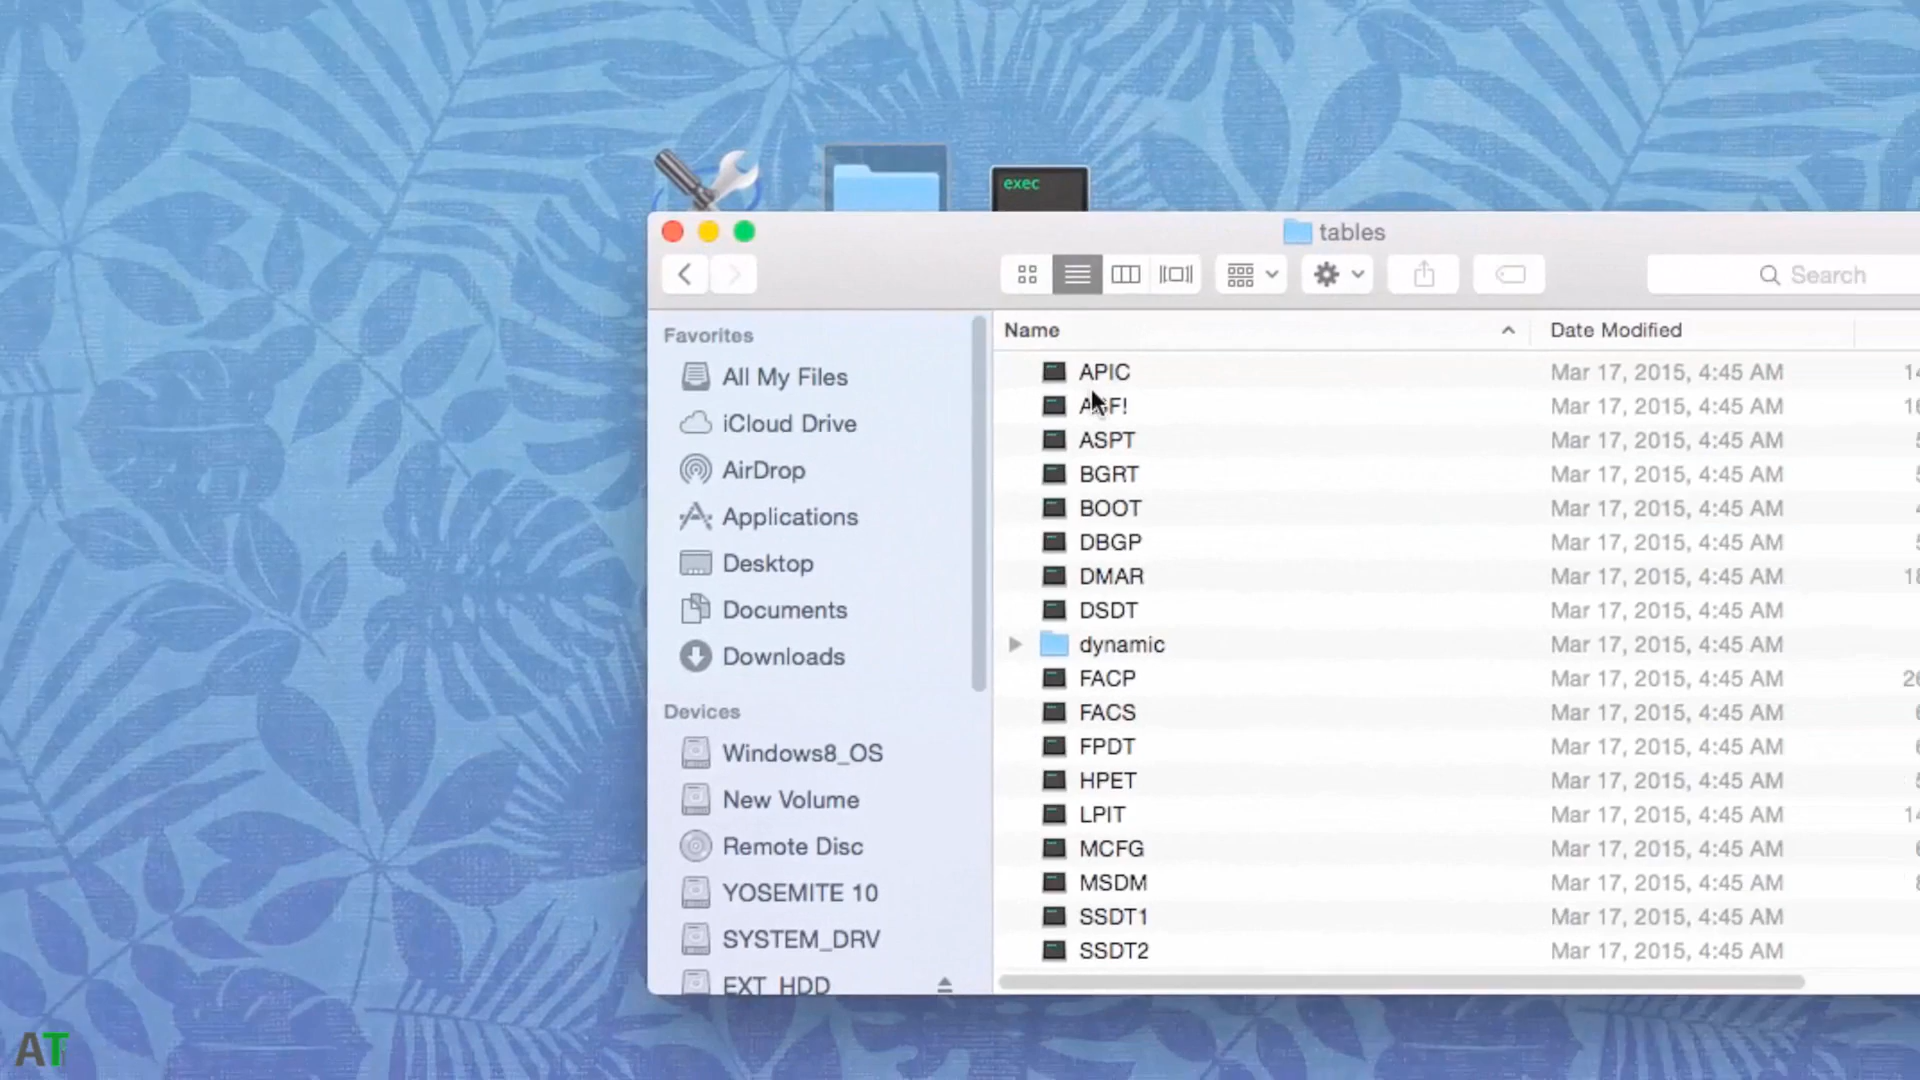 exec
tables
Search
Favorites
All My Files
iCloud Drive
AirDrop
Applications
Desktop
Documents
Downloads
Devices
Windows8_OS
New Volume
Remote Disc
YOSEMITE 10
SYSTEM_DRV
EXT_HDD
Name Date Modified
APIC Mar 17, 2015, 4:45 AM 14
Mar 17, 2015, 4:45 AM 16
ASPT Mar 17, 2015, 4:45 AM
BGRT Mar 17, 2015, 4:45 AM
BOOT Mar 17, 2015, 4:45 AM
DBGP Mar 17, 2015, 4:45 AM
DMAR Mar 17, 2015, 4:45 AM 18
DSDT Mar 17, 2015, 4:45 AM
dynamic Mar 17, 2015, 4:45 AM
FACP Mar 17, 2015, 4:45 AM 26
FACS Mar 17, 2015, 4:45 AM
FPDT Mar 17, 2015, 4:45 AM
HPET Mar 17, 2015, 4:45 AM
LPIT Mar 17, 2015, 4:45 AM 14
MCFG Mar 17, 2015, 4:45 AM
MSDM Mar 17, 2015, 4:45 AM
SSDT1 Mar 17, 2015, 4:45 AM
SSDT2 Mar 17, 2015, 4:45 AM
AT